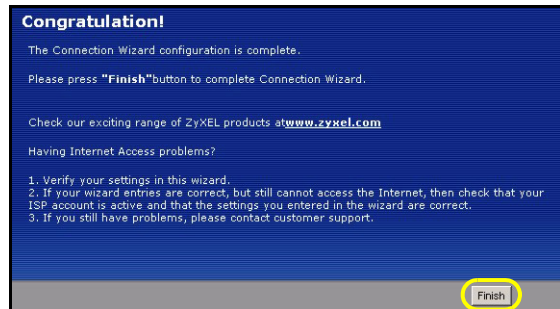 Congratulation!
The Connection Wizard configuration is complete.
Please press "Finish"button to complete Connection Wizard.
Check our exciting range of ZyXEL products atwww.zyxel.com
Having Internet Access problems?
1. Verify your settings in this wizard.
2. If your wizard entries are correct, but still cannot access the Internet, then check that your
ISP account is active and that the settings you entered in the wizard are correct.
3. If you still have problems, please contact customer support.
Finish